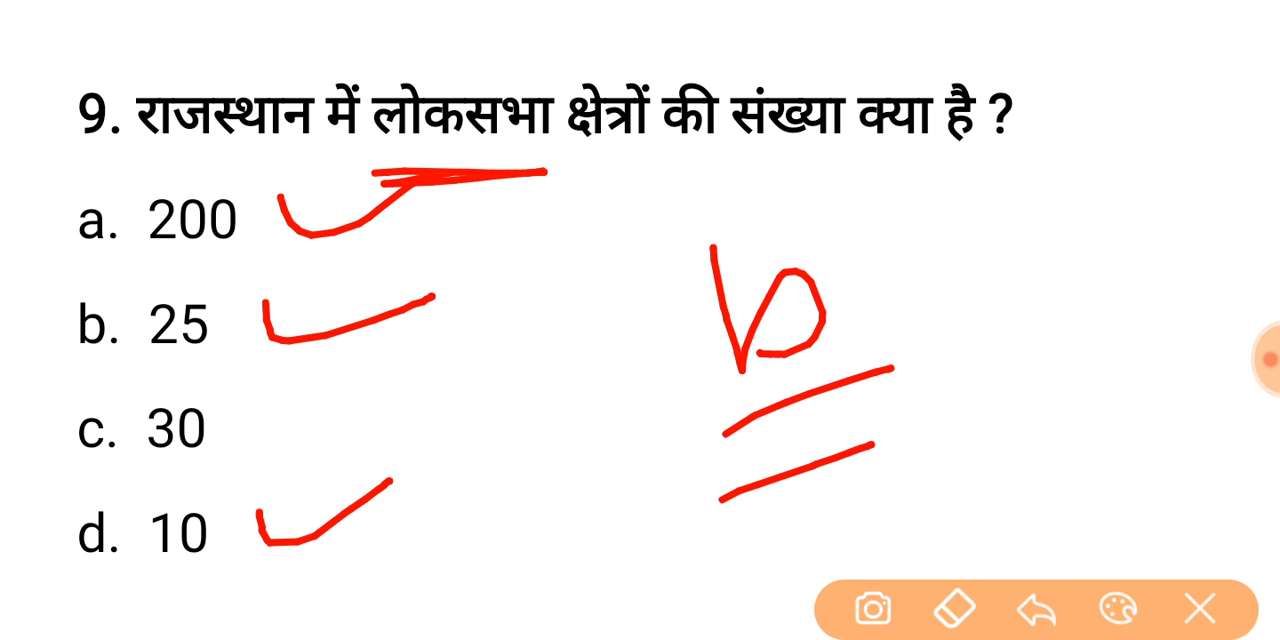 9. राजस्थान में लोकसभा क्षेत्रों की संख्या क्या है ?
a. 200
b. 25
b
c. 30
d. 10